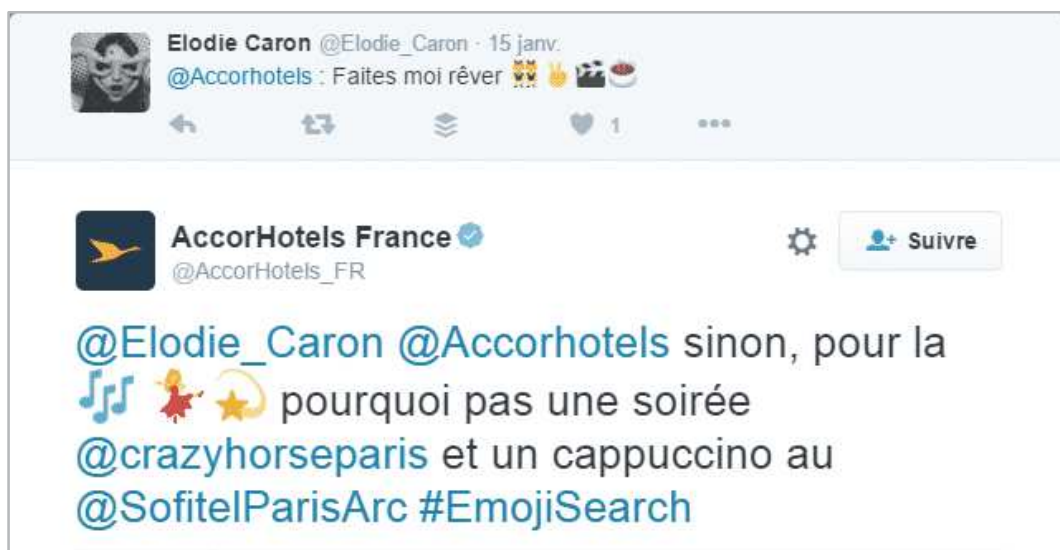 Elodie Caron @Elodie_Caron · 15 janv.
@Accorhotels : Faites moi rêver 👯✌️🎬☕
1
AccorHotels France
@AccorHotels_FR
Suivre
@Elodie_Caron @Accorhotels sinon, pour la
🎶 💃 💫 pourquoi pas une soirée
@crazyhorseparis et un cappuccino au
@SofitelParisArc #EmojiSearch